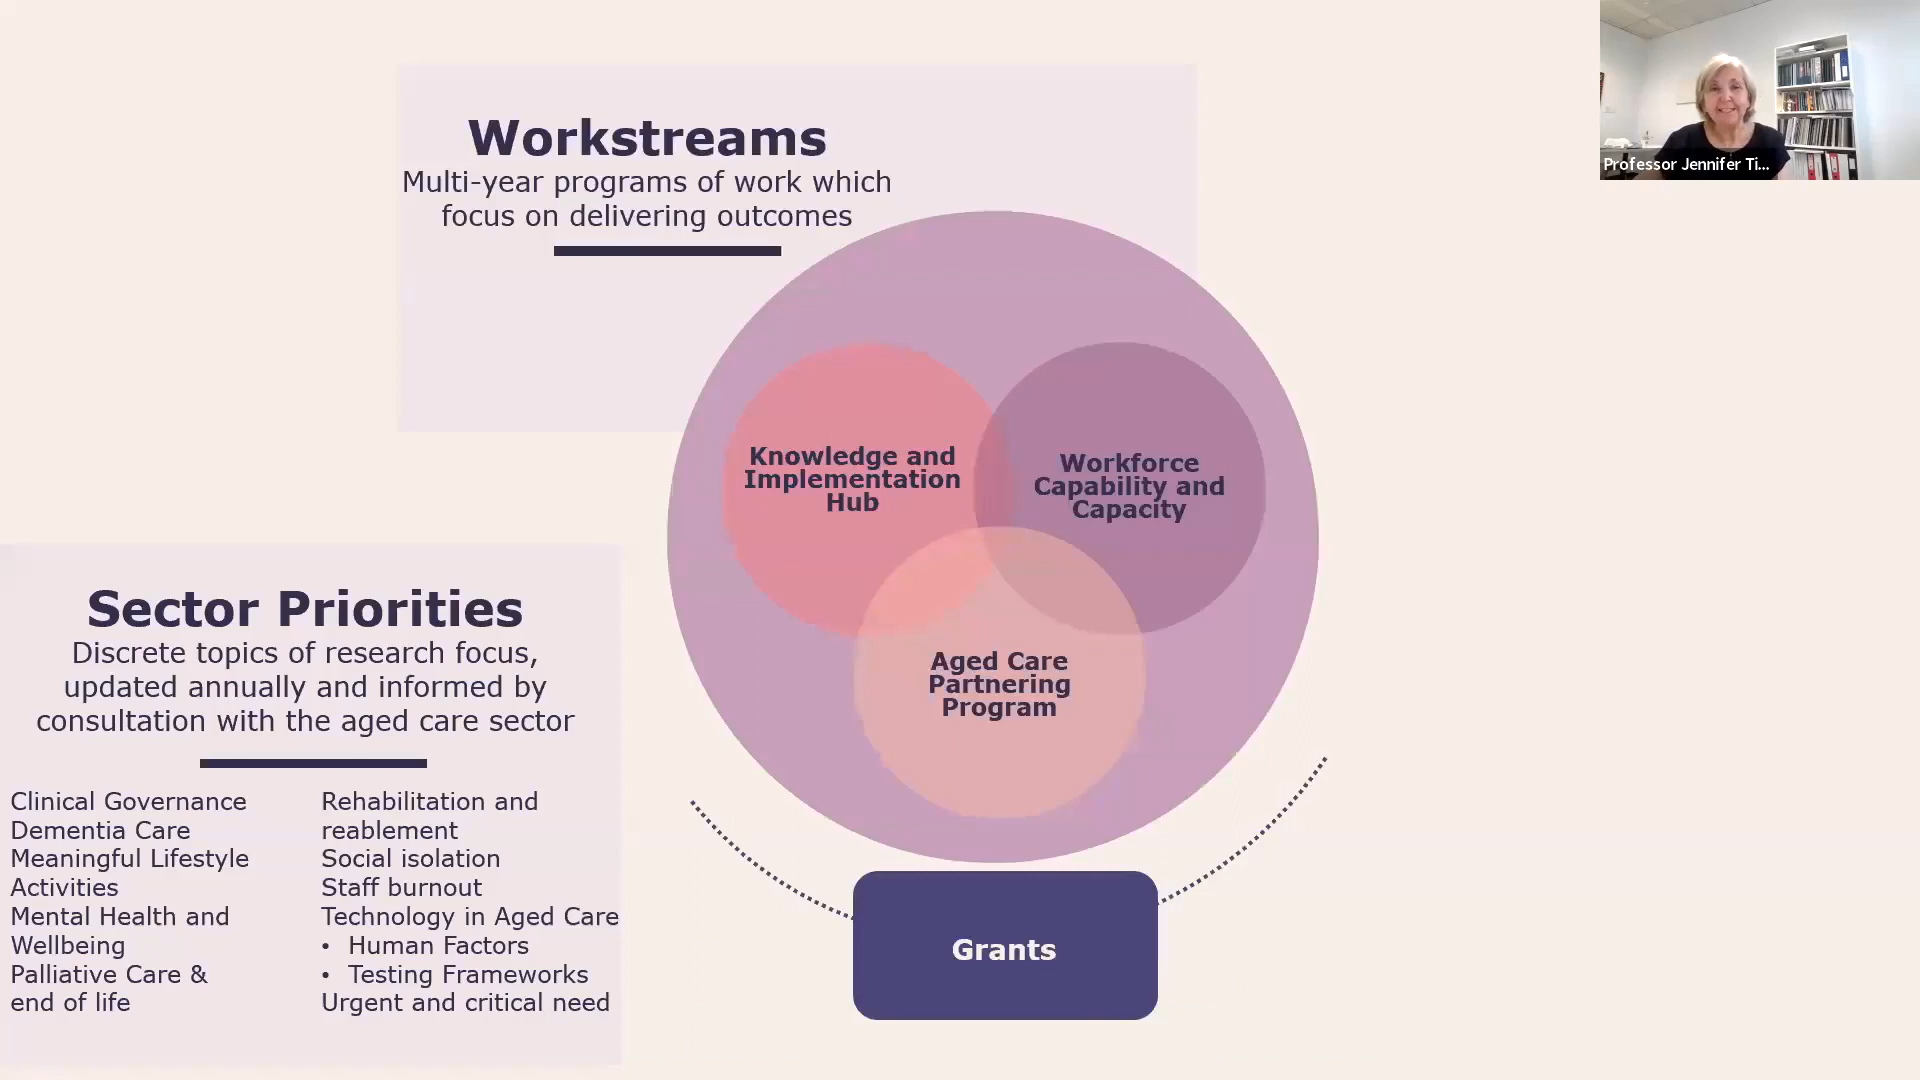 Workstreams
Multi-year programs of work which
focus on delivering outcomes
Professor Jennifer Ti...
Knowledge and
Implementation
Hub
Workforce
Capability and
Capacity
Aged Care
Partnering
Program
Sector Priorities
Discrete topics of research focus,
updated annually and informed by
consultation with the aged care sector
Clinical Governance
Dementia Care
Meaningful Lifestyle
Activities
Mental Health and
Wellbeing
Palliative Care &
end of life
Rehabilitation and
reablement
Social isolation
Staff burnout
Technology in Aged Care
• Human Factors
• Testing Frameworks
Urgent and critical need
Grants